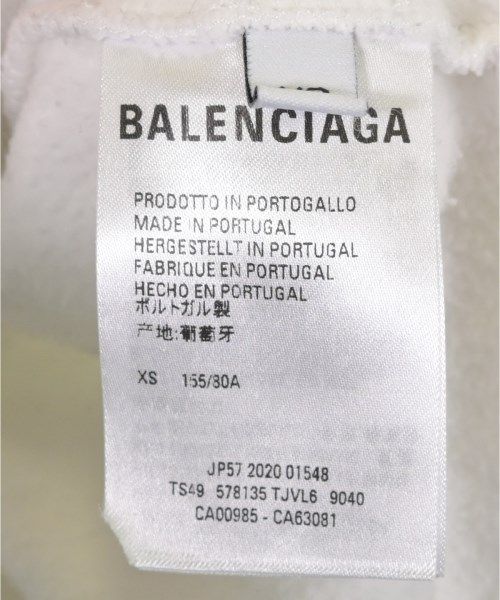 BALENCIAGA
PRODOTTO IN PORTOGALLO
MADE IN PORTUGAL
HERGESTELLT IN PORTUGAL
FABRIQUE EN PORTUGAL
HECHO EN PORTUGAL
ポルトガル製
产地:葡萄牙
XS 155/80A
JP57 2020 01548
TS49 578135 TJVL6 9040
CA00985 - CA63081